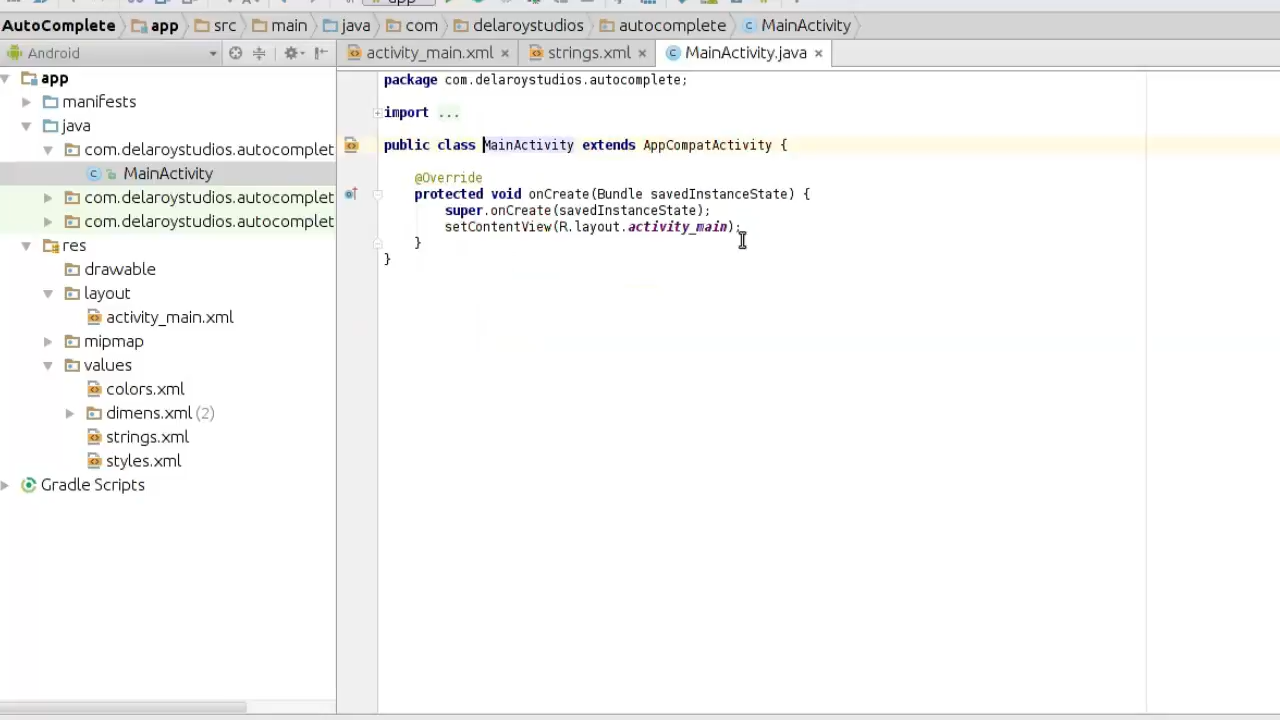 app
AutoComplete app src main java com delaroystudios autocomplete MainActivity
Android
activity_main.xml × strings.xml × MainActivity.java ×
app
manifests
java
com.delaroystudios.autocomplet
MainActivity
com.delaroystudios.autocomplet
com.delaroystudios.autocomplet
res
drawable
layout
activity_main.xml
mipmap
values
colors.xml
dimens.xml (2)
strings.xml
styles.xml
Gradle Scripts
package com.delaroystudios.autocomplete;
import ...
public class MainActivity extends AppCompatActivity {
@Override
protected void onCreate(Bundle savedInstanceState) {
super.onCreate(savedInstanceState);
setContentView(R.layout.activity_main);
}
}